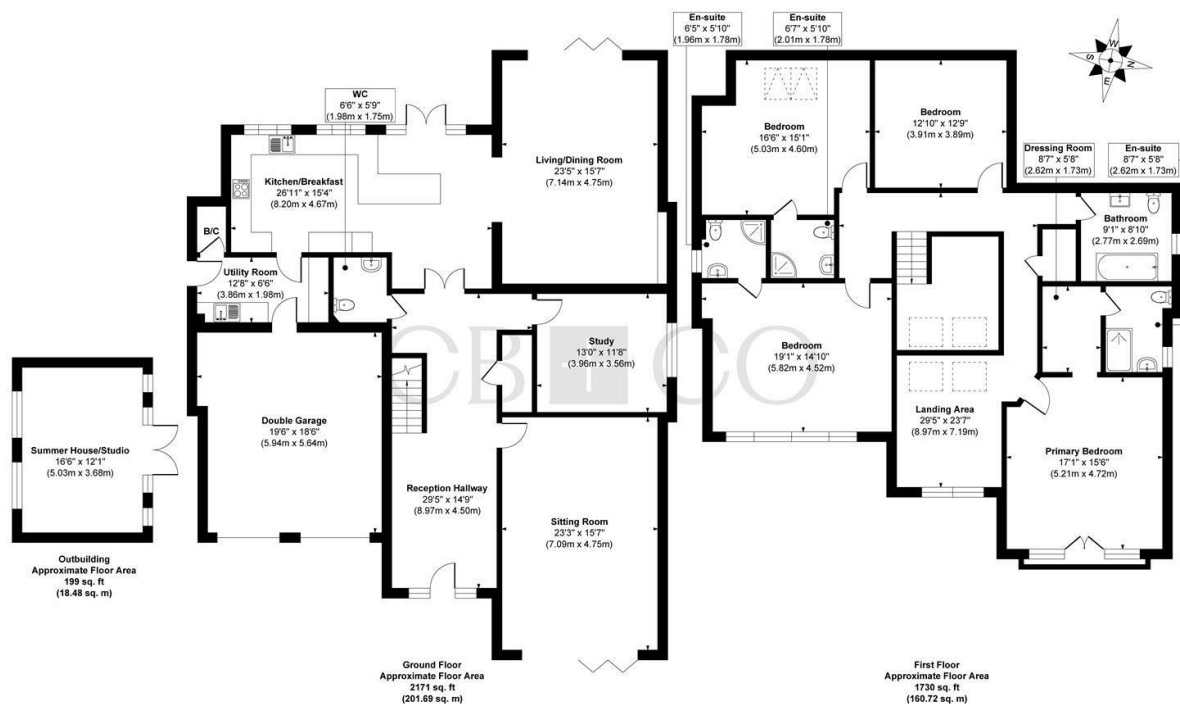 WC
6'6" x 5'9"
(1.98m x 1.75m)
Kitchen/Breakfast
26'11" x 15'4"
(8.20m x 4.67m)
Living/Dining Room
23'5" x 15'7"
(7.14m x 4.75m)
B/C
Utility Room
12'8" x 6'6"
(3.86m x 1.98m)
Study
13'0" x 11'8"
(3.96m x 3.56m)
Double Garage
19'6" x 18'6"
(5.94m x 5.64m)
Summer House/Studio
16'6" x 12'1"
(5.03m x 3.68m)
Reception Hallway
29'5" x 14'9"
(8.97m x 4.50m)
Sitting Room
23'3" x 15'7"
(7.09m x 4.75m)
Outbuilding
Approximate Floor Area
199 sq. ft
(18.48 sq. m)
Ground Floor
Approximate Floor Area
2171 sq. ft
(201.69 sq. m)
En-suite
6'5" x 5'10"
(1.96m x 1.78m)
En-suite
6'7" x 5'10"
(2.01m x 1.78m)
W
N
E
S
Bedroom
16'6" x 15'1"
(5.03m x 4.60m)
Bedroom
12'10" x 12'9"
(3.91m x 3.89m)
Dressing Room
8'7" x 5'8"
(2.62m x 1.73m)
En-suite
8'7" x 5'8"
(2.62m x 1.73m)
Bathroom
9'1" x 8'10"
(2.77m x 2.69m)
Bedroom
19'1" x 14'10"
(5.82m x 4.52m)
Landing Area
29'5" x 23'7"
(8.97m x 7.19m)
Primary Bedroom
17'1" x 15'6"
(5.21m x 4.72m)
First Floor
Approximate Floor Area
1730 sq. ft
(160.72 sq. m)
CB+CO